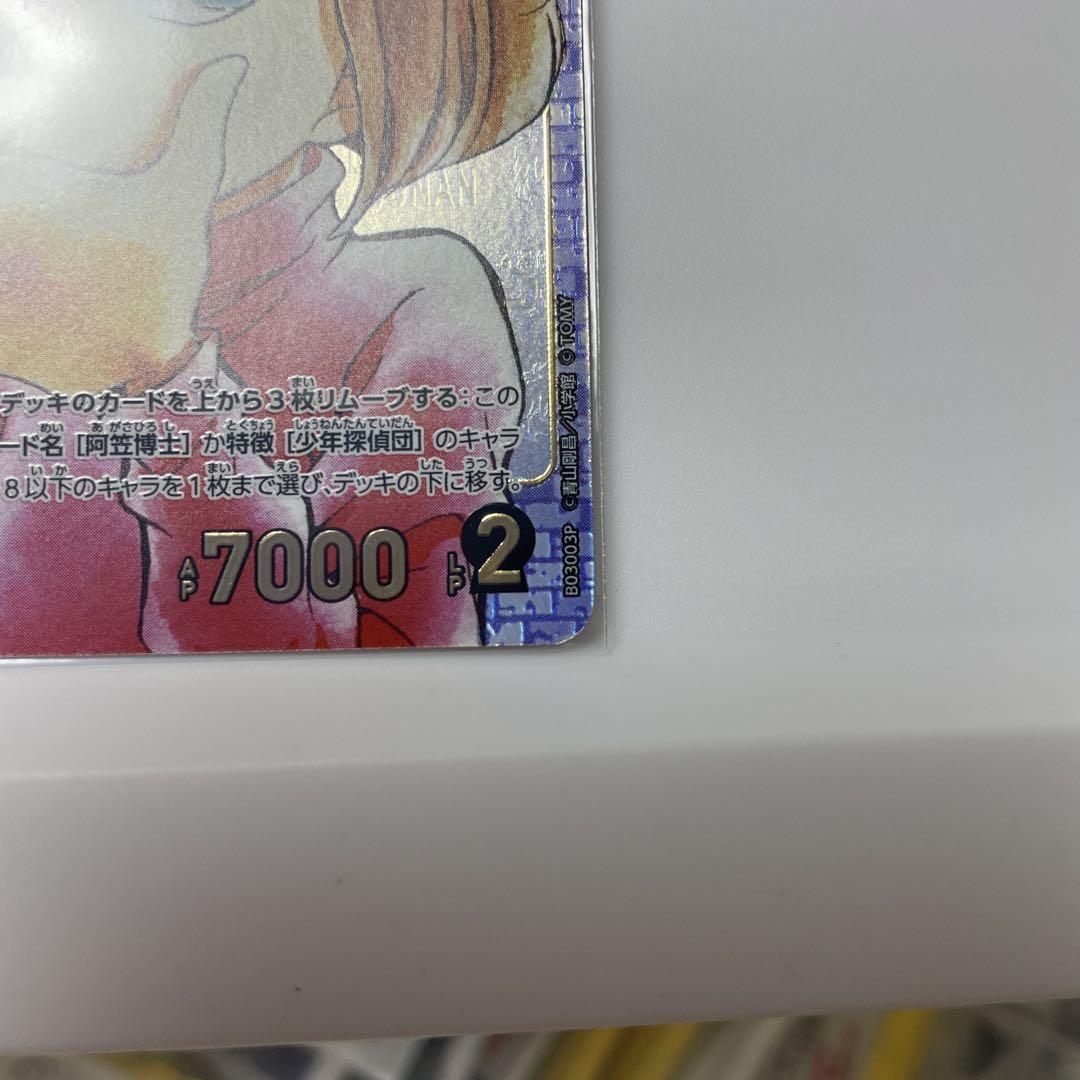 ONAN
デッキのカードを上から3枚リムーブする:この
ード名[阿笠博士]か特徴[少年探偵団]のキャラ
8以下のキャラを1枚まで選び、デッキの下に移す。
AP 7000 LP 2
B03003P ©青山剛昌/小学館 ©TOMY